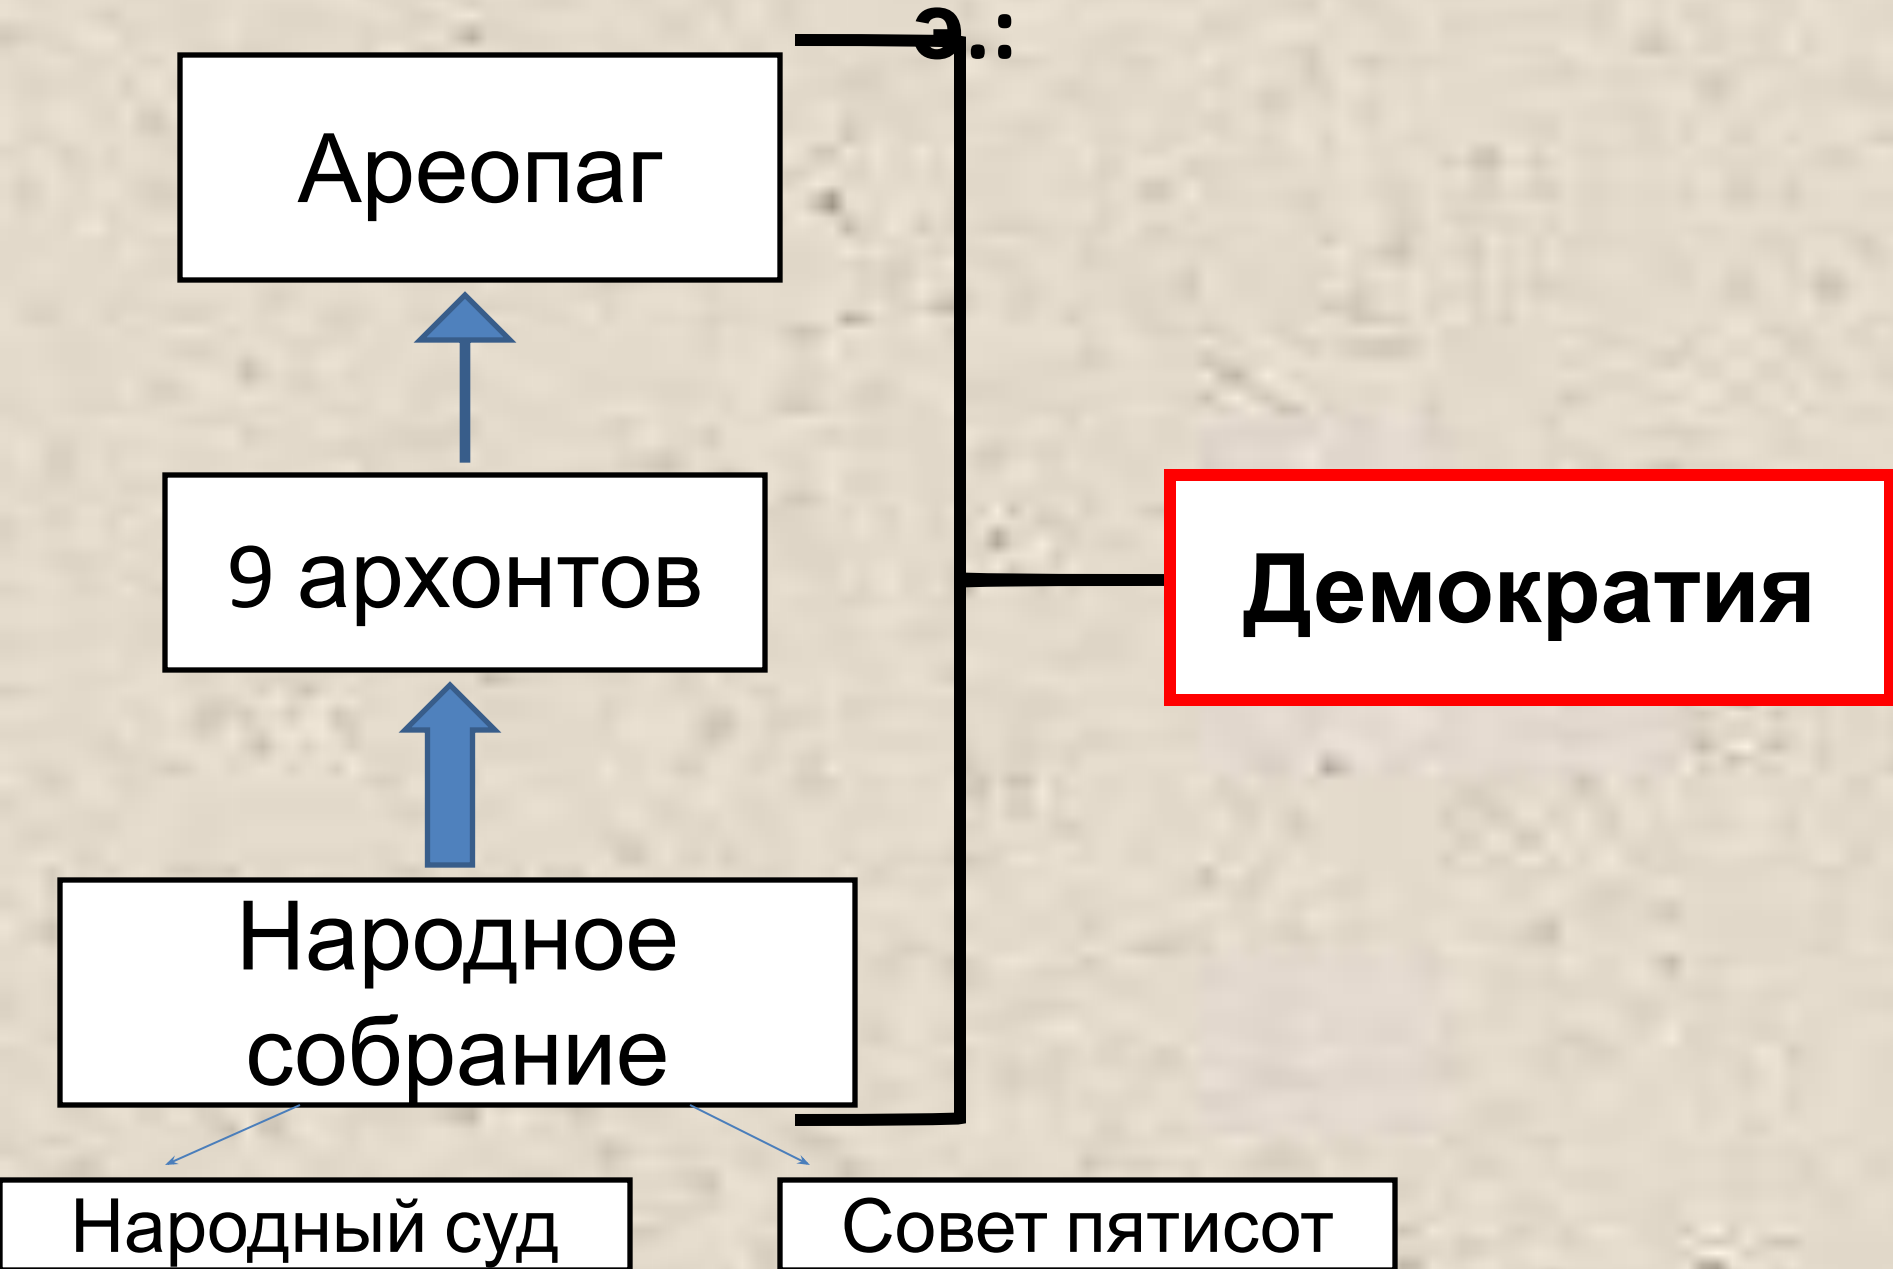 э.:
Ареопаг
9 архонтов
Демократия
Народное
собрание
Народный суд
Совет пятисот